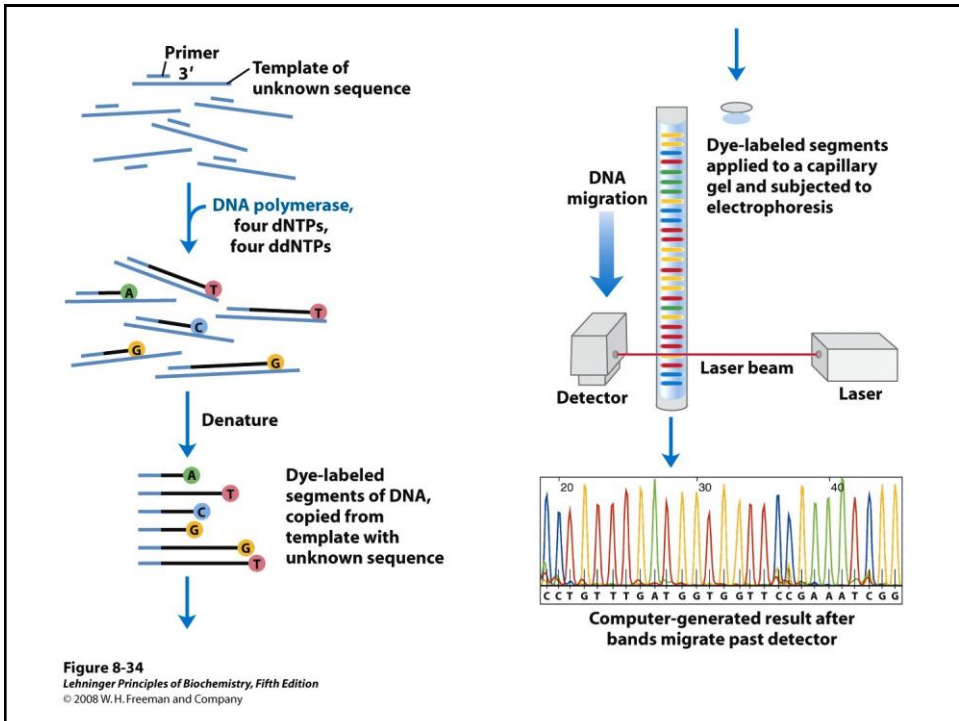 Primer
3′
Template of
unknown sequence
DNA polymerase,
four dNTPs,
four ddNTPs
A
T
T
C
G
G
Denature
A
T
C
G
G
T
Dye-labeled
segments of DNA,
copied from
template with
unknown sequence
Dye-labeled segments
applied to a capillary
gel and subjected to
electrophoresis
DNA
migration
Laser beam
Detector
Laser
20 30 40
C C T G T T T G A T G G T G G T T C C G A A A T C G G
Computer-generated result after
bands migrate past detector
Figure 8-34
Lehninger Principles of Biochemistry, Fifth Edition
© 2008 W. H. Freeman and Company